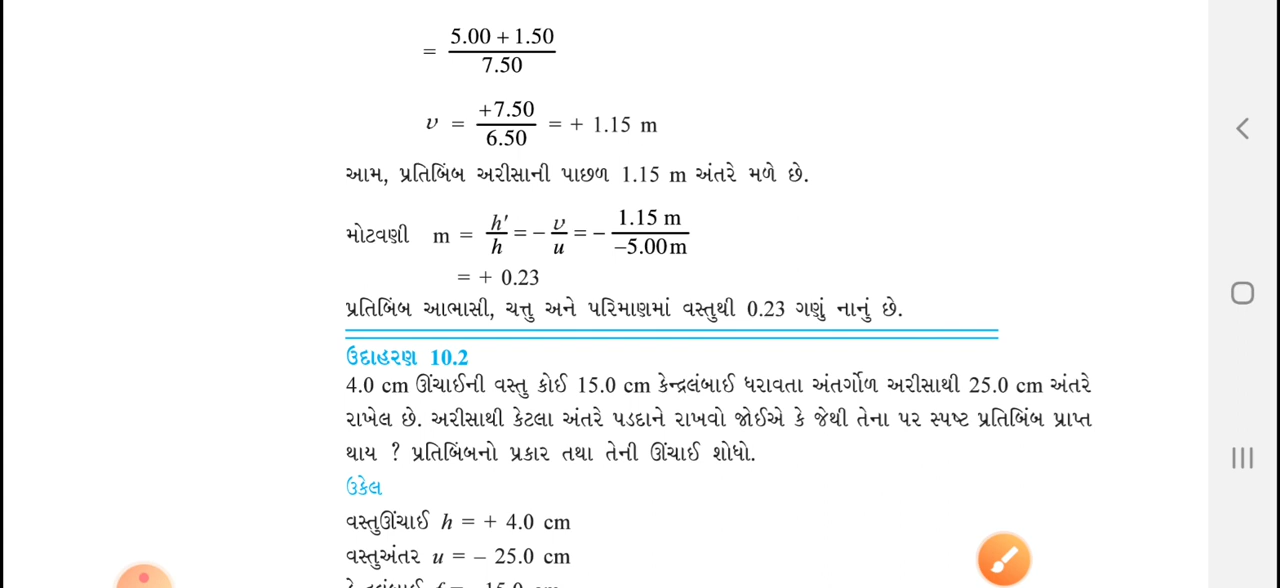 = 5.00 + 1.50 / 7.50
v = +7.50 / 6.50 = + 1.15 m
આમ, પ્રતિબિંબ અરીસાની પાછળ 1.15 m અંતરે મળે છે.
મોટવણી m = h′ / h = – v / u = – 1.15 m / –5.00 m
= + 0.23
પ્રતિબિંબ આભાસી, ચત્તુ અને પરિમાણમાં વસ્તુથી 0.23 ગણું નાનું છે.
ઉદાહરણ 10.2
4.0 cm ઊંચાઈની વસ્તુ કોઈ 15.0 cm કેન્દ્રલંબાઈ ધરાવતા અંતર્ગોળ અરીસાથી 25.0 cm અંતરે
રાખેલ છે. અરીસાથી કેટલા અંતરે પડદાને રાખવો જોઈએ કે જેથી તેના પર સ્પષ્ટ પ્રતિબિંબ પ્રાપ્ત
થાય ? પ્રતિબિંબનો પ્રકાર તથા તેની ઊંચાઈ શોધો.
ઉકેલ
વસ્તુઊંચાઈ h = + 4.0 cm
વસ્તુઅંતર u = – 25.0 cm